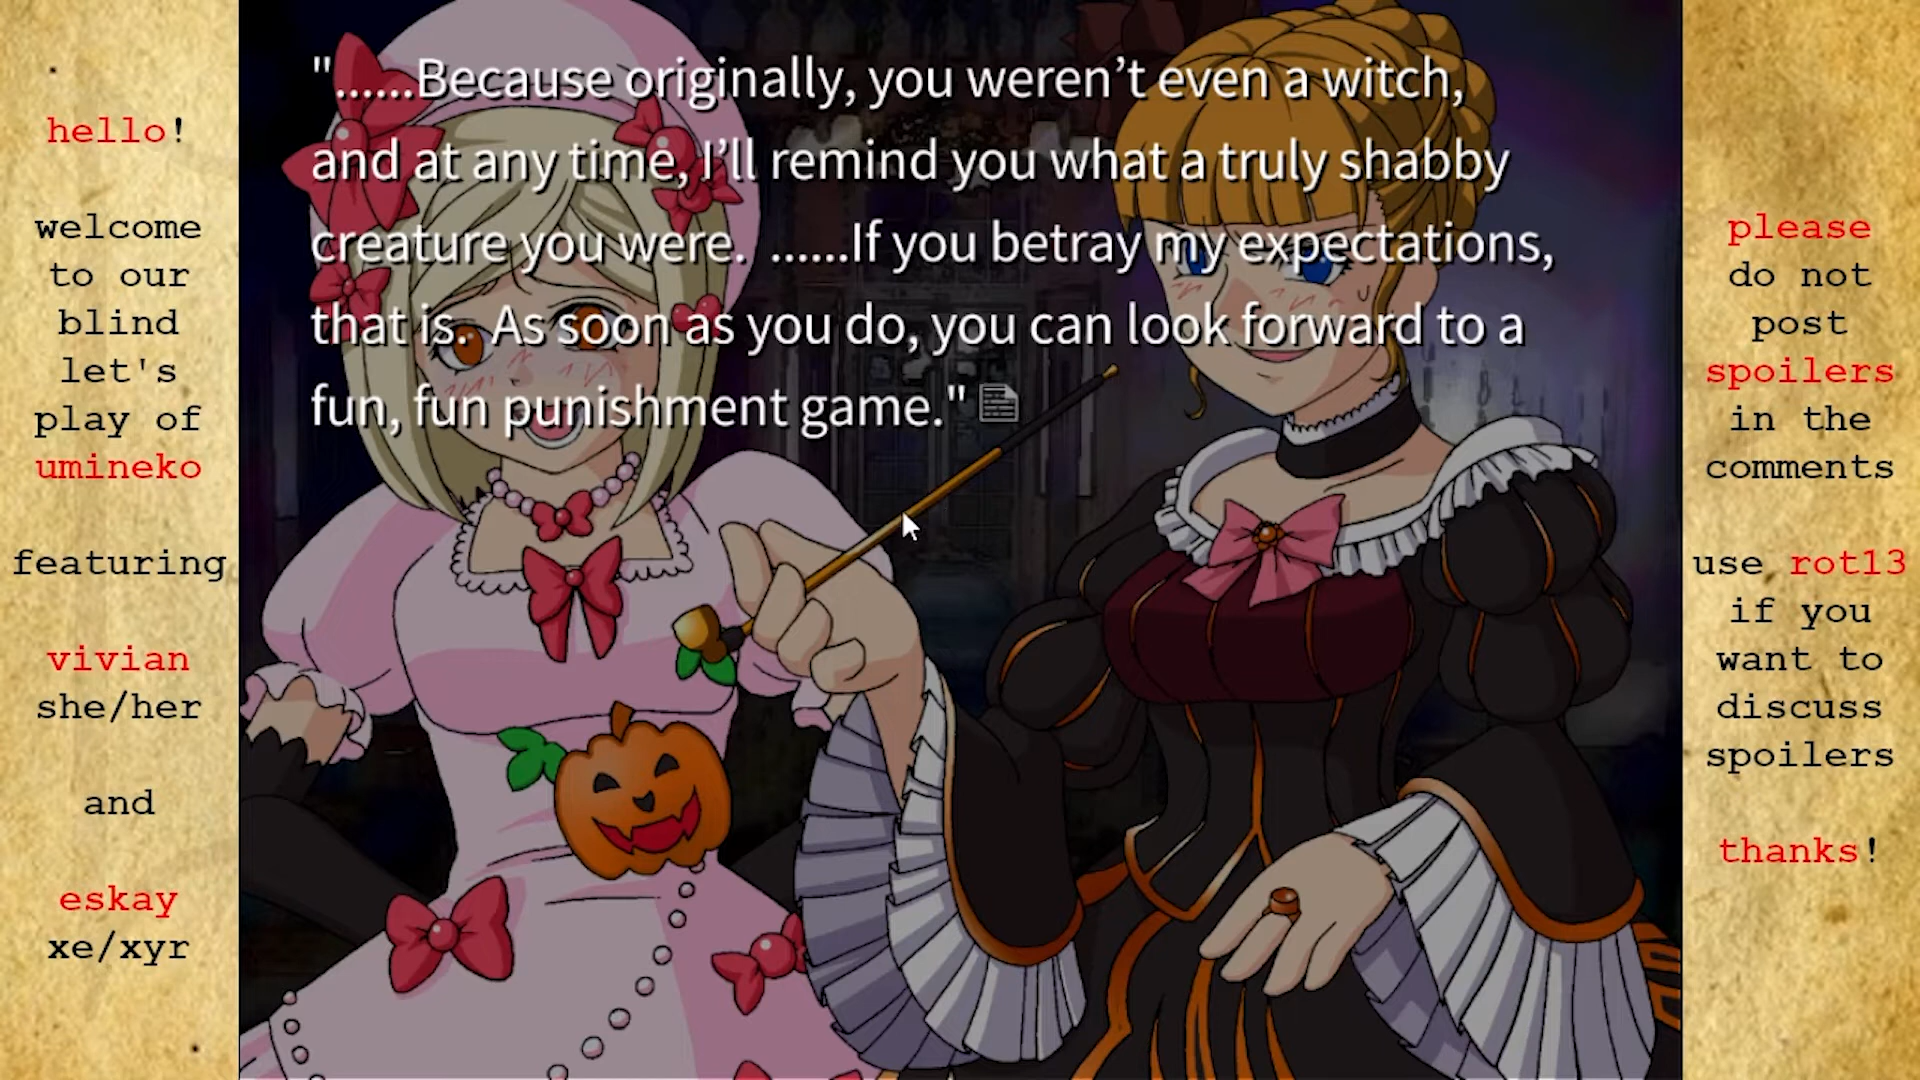 hello!
welcome
to our
blind
let's
play of
umineko
featuring
vivian
she/her
and
eskay
xe/xyr
"......Because originally, you weren't even a witch,
and at any time, I'll remind you what a truly shabby
creature you were.  ......If you betray my expectations,
that is.  As soon as you do, you can look forward to a
fun, fun punishment game."
please
do not
post
spoilers
in the
comments
use rot13
if you
want to
discuss
spoilers
thanks!